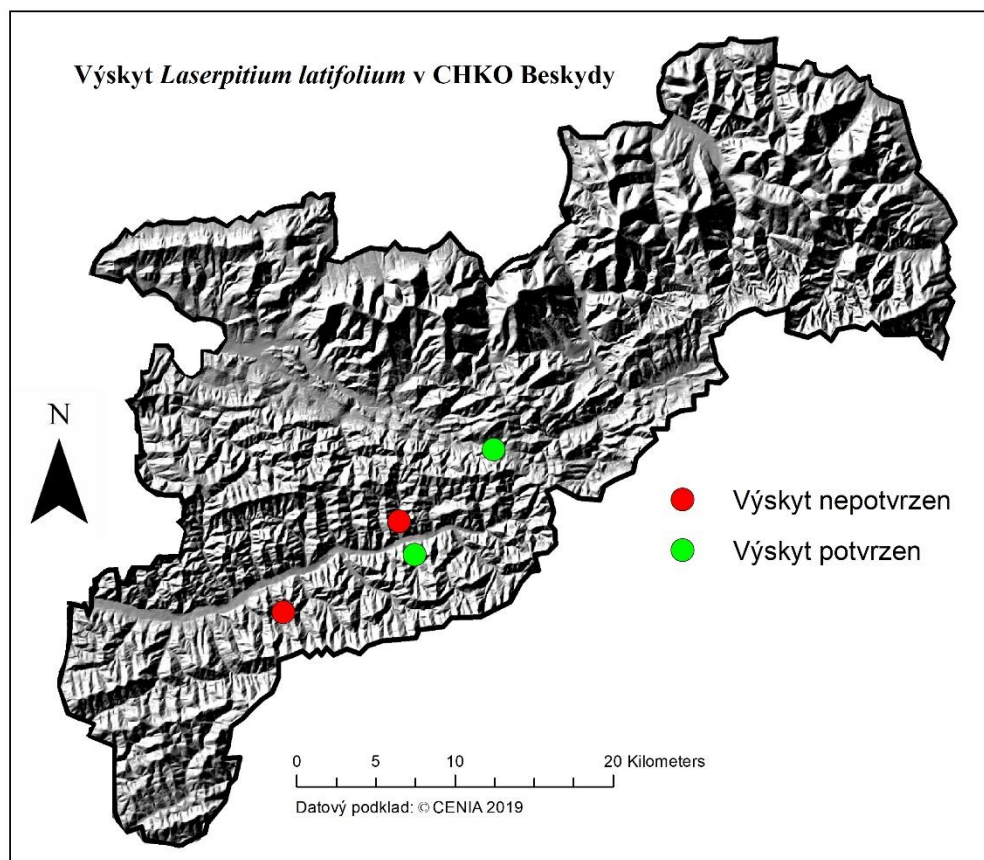 Výskyt Laserpitium latifolium v CHKO Beskydy
N
Výskyt nepotvrzen
Výskyt potvrzen
0 5 10 20 Kilometers
Datový podklad: © CENIA 2019